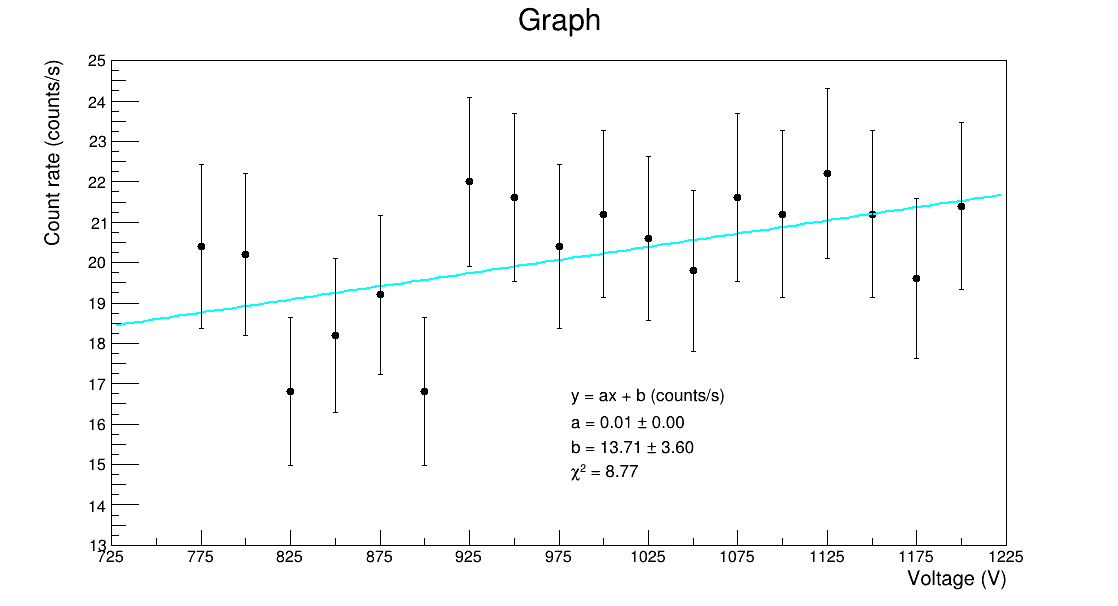 Graph
Count rate (counts/s)
25
24
23
22
21
20
19
18
17
16
15
14
13
y = ax + b (counts/s)
a = 0.01 ± 0.00
b = 13.71 ± 3.60
χ² = 8.77
725 775 825 875 925 975 1025 1075 1125 1175 1225
Voltage (V)